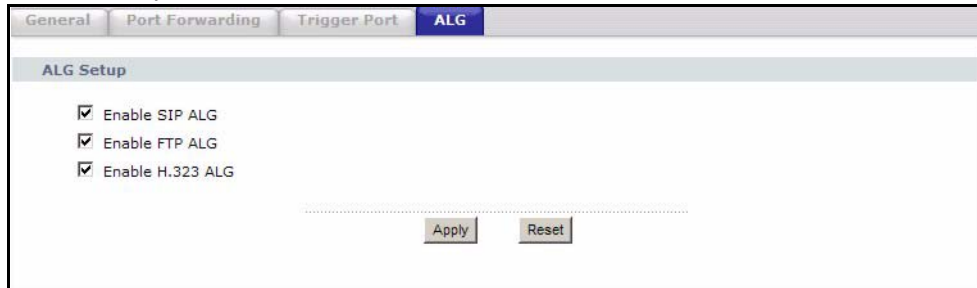 General Port Forwarding Trigger Port ALG
ALG Setup
Enable SIP ALG
Enable FTP ALG
Enable H.323 ALG
Apply Reset